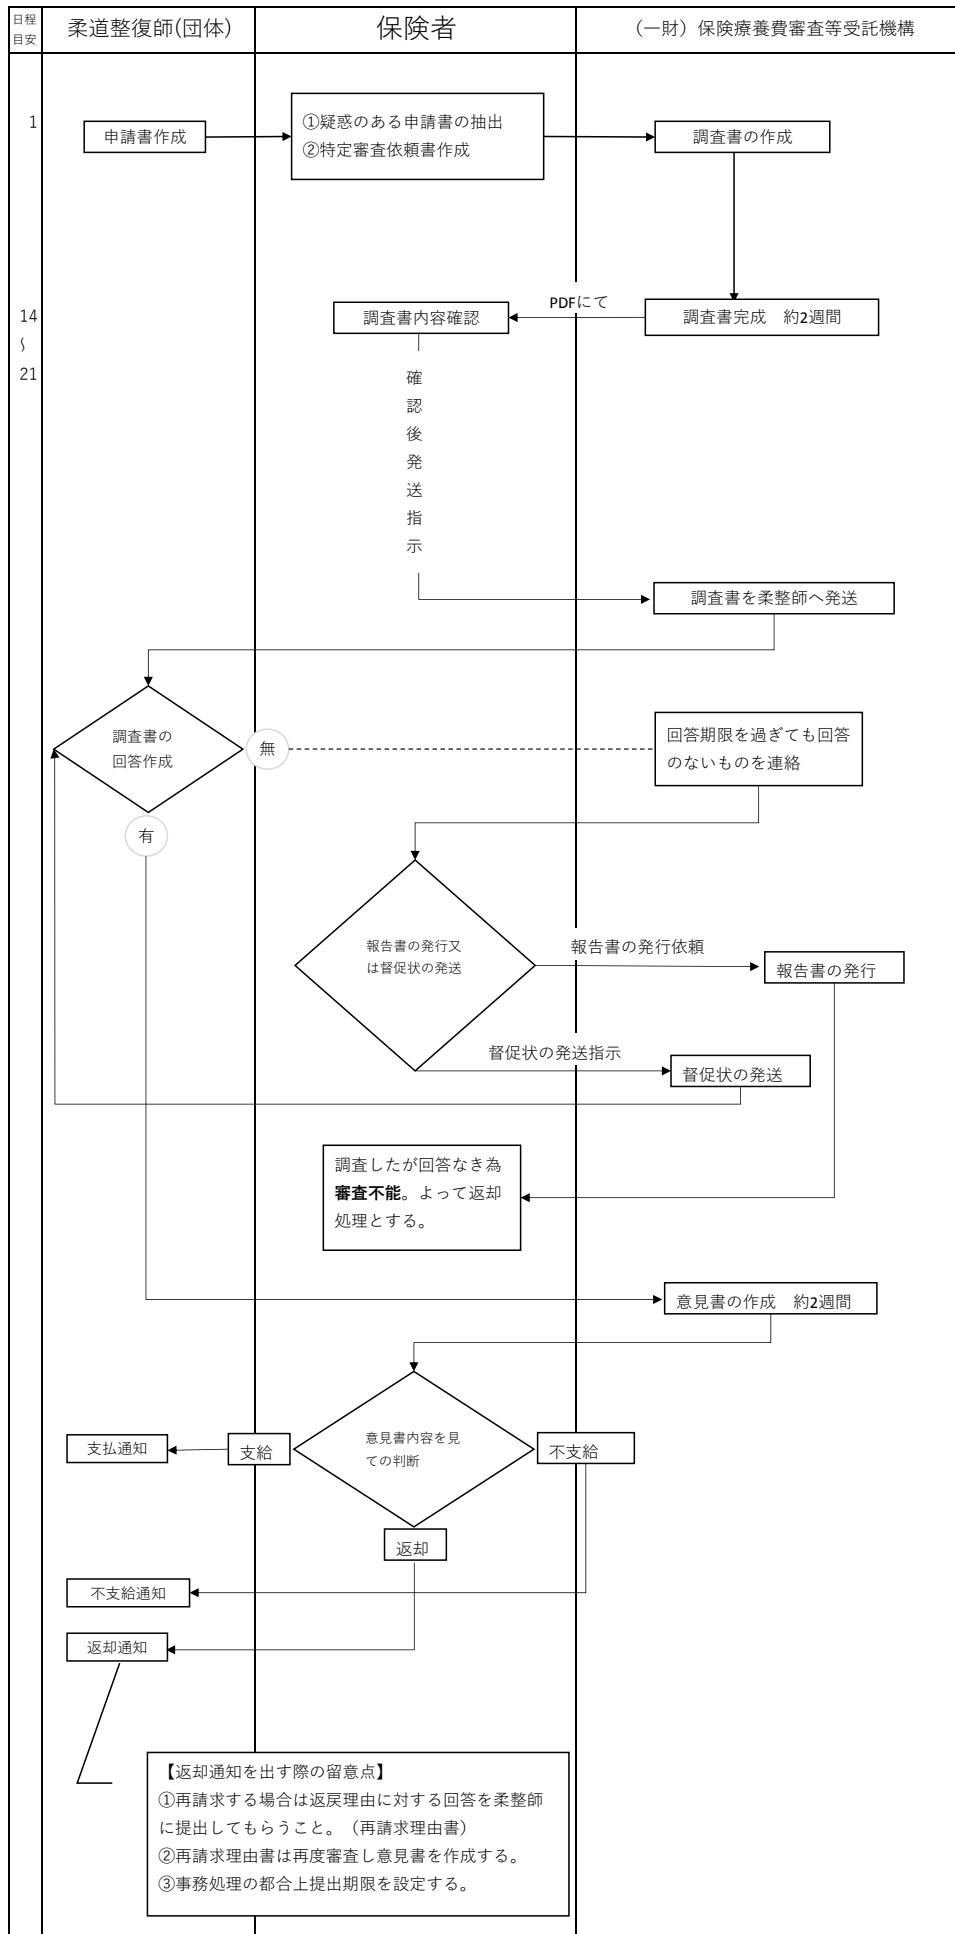 日程
目安
柔道整復師(団体)
保険者
（一財）保険療養費審査等受託機構
1
申請書作成
①疑惑のある申請書の抽出
②特定審査依頼書作成
調査書の作成
14
〜
21
調査書内容確認
PDFにて
調査書完成　約2週間
確
認
後
発
送
指
示
調査書を柔整師へ発送
調査書の
回答作成
無
回答期限を過ぎても回答
のないものを連絡
有
報告書の発行又
は督促状の発送
報告書の発行依頼
報告書の発行
督促状の発送指示
督促状の発送
調査したが回答なき為
審査不能。よって返却
処理とする。
意見書の作成　約2週間
意見書内容を見
ての判断
支払通知
支給
不支給
返却
不支給通知
返却通知
【返却通知を出す際の留意点】
①再請求する場合は返戻理由に対する回答を柔整師
に提出してもらうこと。（再請求理由書）
②再請求理由書は再度審査し意見書を作成する。
③事務処理の都合上提出期限を設定する。